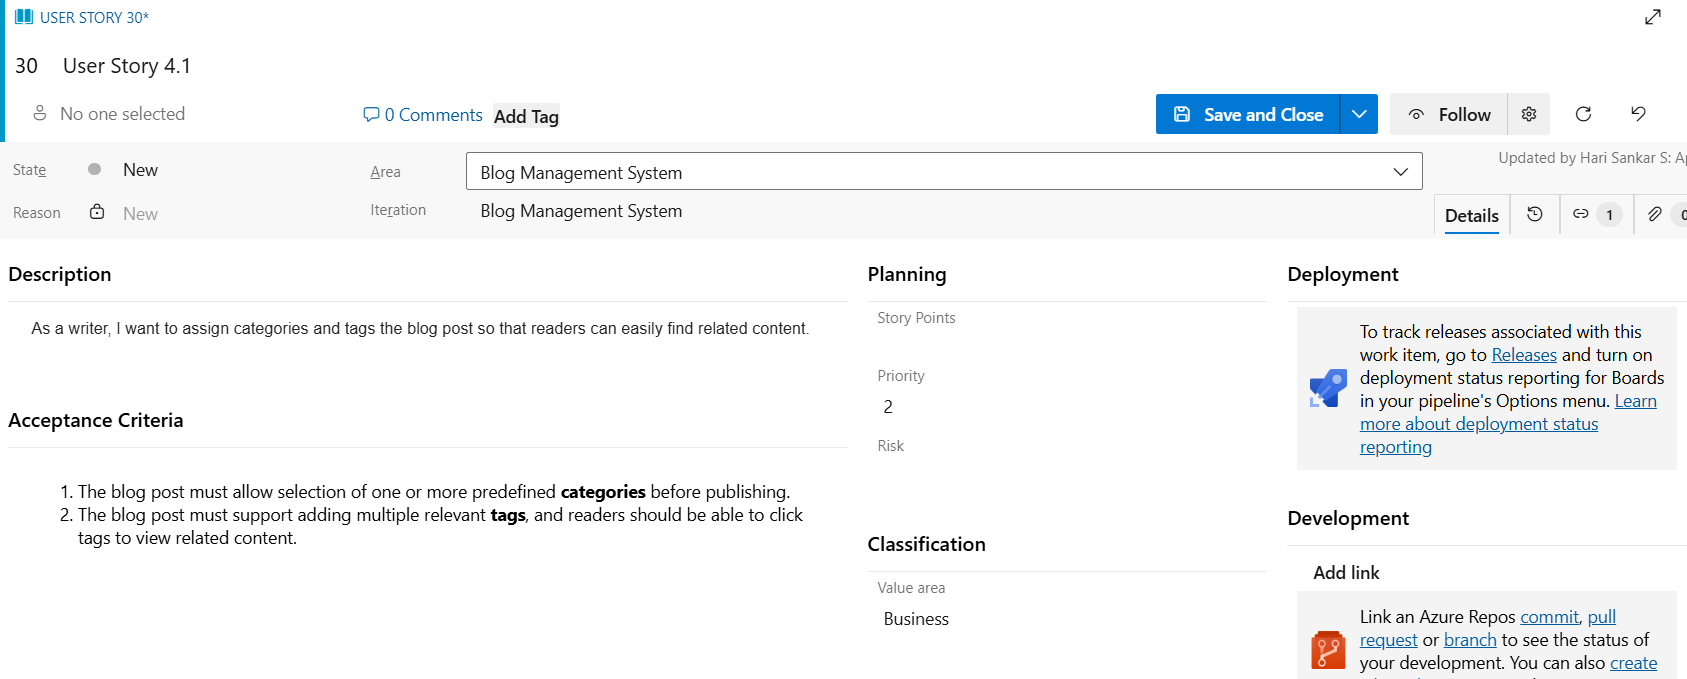 USER STORY 30*
30 User Story 4.1
No one selected
0 Comments
Add Tag
Save and Close
Follow
State
New
Area
Blog Management System
Updated by Hari Sankar S:
Reason
New
Iteration
Blog Management System
Details
1
0
Description
Planning
Deployment
As a writer, I want to assign categories and tags the blog post so that readers can easily find related content.
Story Points
Priority
2
Risk
To track releases associated with this
work item, go to Releases and turn on
deployment status reporting for Boards
in your pipeline's Options menu. Learn
more about deployment status
reporting
Acceptance Criteria
1. The blog post must allow selection of one or more predefined categories before publishing.
2. The blog post must support adding multiple relevant tags, and readers should be able to click
tags to view related content.
Classification
Value area
Business
Development
Add link
Link an Azure Repos commit, pull
request or branch to see the status of
your development. You can also create